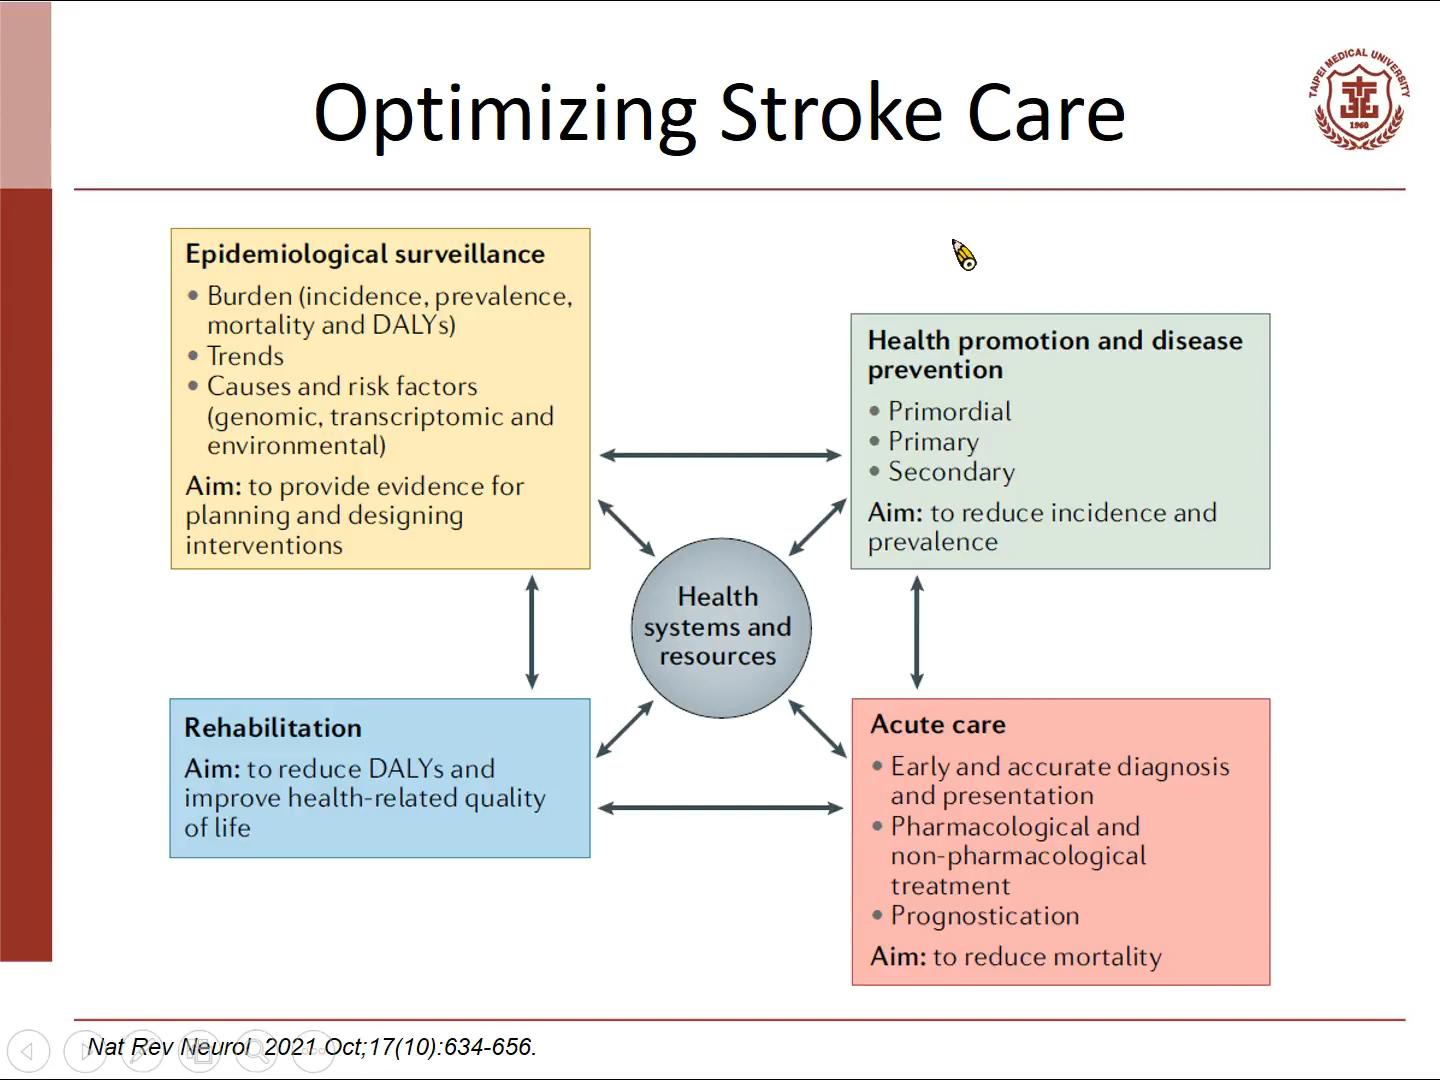 Optimizing Stroke Care
TAIPEI MEDICAL UNIVERSITY
1960
Epidemiological surveillance
• Burden (incidence, prevalence,
mortality and DALYs)
• Trends
• Causes and risk factors
(genomic, transcriptomic and
environmental)
Aim: to provide evidence for
planning and designing
interventions
Health promotion and disease
prevention
• Primordial
• Primary
• Secondary
Aim: to reduce incidence and
prevalence
Health
systems and
resources
Rehabilitation
Aim: to reduce DALYs and
improve health-related quality
of life
Acute care
• Early and accurate diagnosis
and presentation
• Pharmacological and
non-pharmacological
treatment
• Prognostication
Aim: to reduce mortality
Nat Rev Neurol 2021 Oct;17(10):634-656.